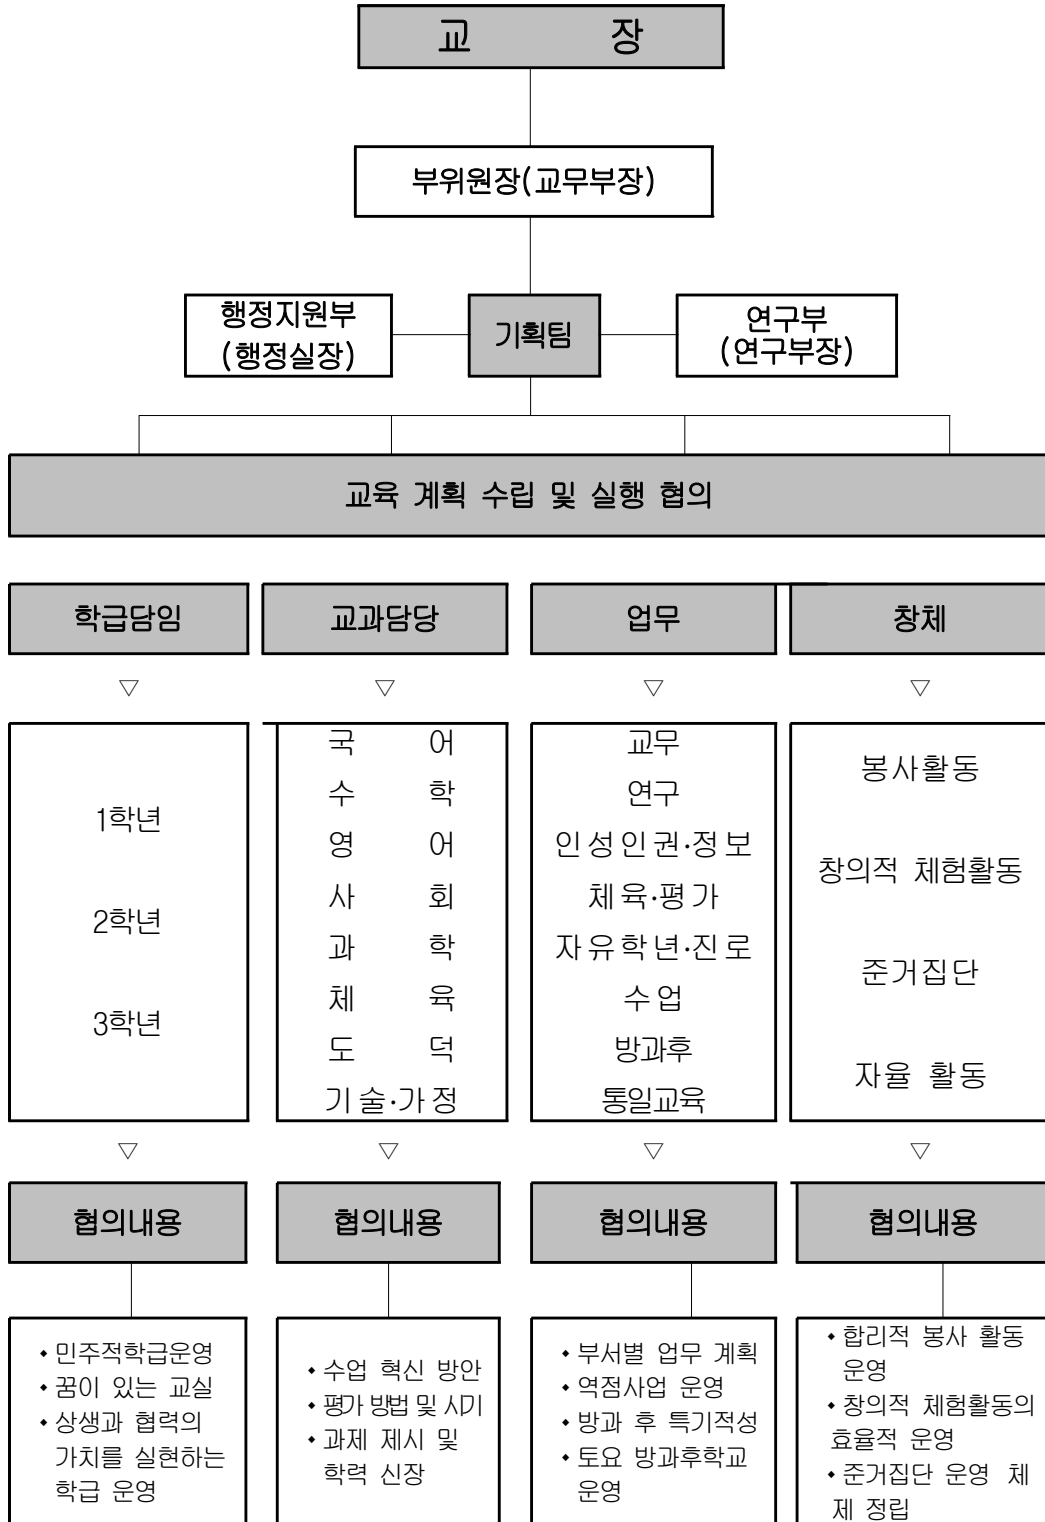 교 장
부위원장(교무부장)
행정지원부
(행정실장)
기획팀
연구부
(연구부장)
교육 계획 수립 및 실행 협의
학급담임
교과담당
업무
창체
▽
▽
▽
▽
1학년
2학년
3학년
국 어
수 학
영 어
사 회
과 학
체 육
도 덕
기술·가정
교무
연구
인성인권·정보
체육·평가
자유학년·진로
수업
방과후
통일교육
봉사활동
창의적 체험활동
준거집단
자율 활동
▽
▽
▽
▽
협의내용
협의내용
협의내용
협의내용
◆ 민주적학급운영
◆ 꿈이 있는 교실
◆ 상생과 협력의
가치를 실현하는
학급 운영
◆ 수업 혁신 방안
◆ 평가 방법 및 시기
◆ 과제 제시 및
학력 신장
◆ 부서별 업무 계획
◆ 역점사업 운영
◆ 방과 후 특기적성
◆ 토요 방과후학교
운영
◆ 합리적 봉사 활동
운영
◆ 창의적 체험활동의
효율적 운영
◆ 준거집단 운영 체
제 정립